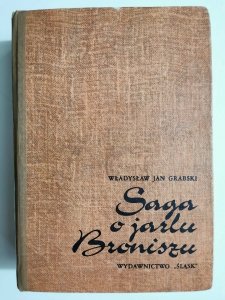 WŁADYSŁAW JAN GRABSKI
Saga
o jarlu
Broniszu
WYDAWNICTWO „ŚLĄSK"